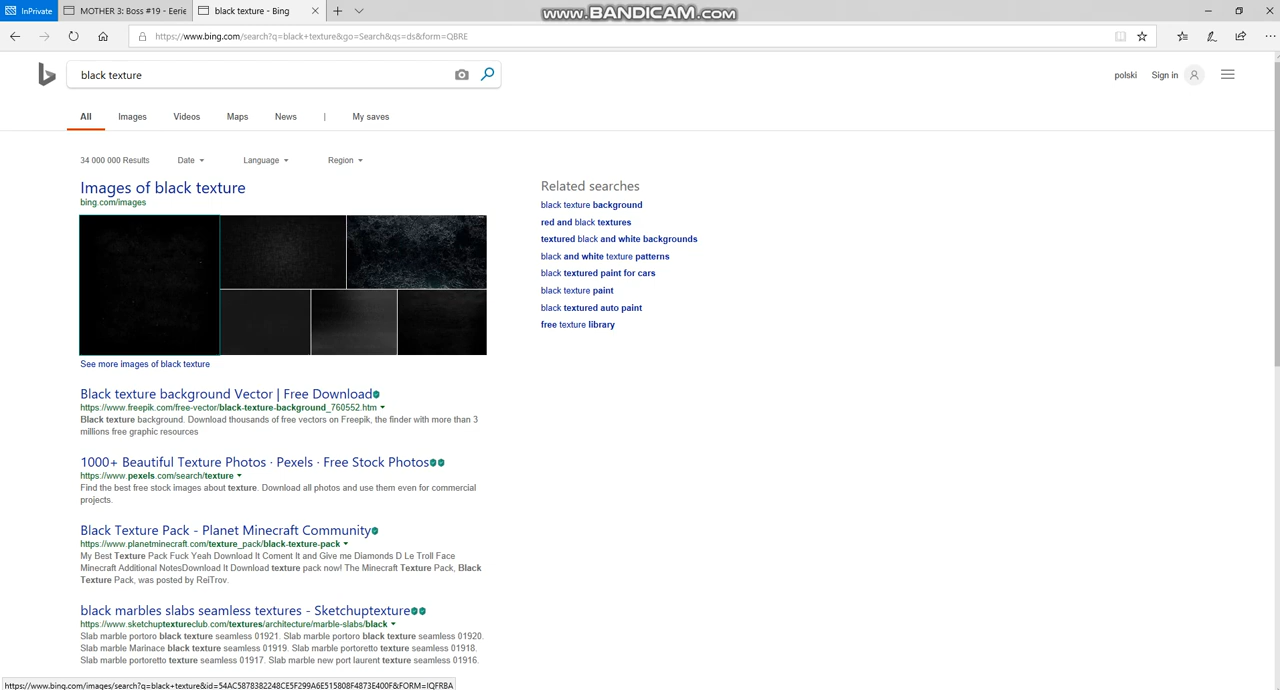 InPrivate
MOTHER 3: Boss #19 - Eerie
black texture - Bing
www.BANDICAM.com
https://www.bing.com/search?q=black+texture&go=Search&qs=ds&form=QBRE
black texture
polski
Sign in
All Images Videos Maps News | My saves
34 000 000 Results Date Language Region
Images of black texture
bing.com/images
See more images of black texture
Black texture background Vector | Free Download
https://www.freepik.com/free-vector/black-texture-background_760552.htm
Black texture background. Download thousands of free vectors on Freepik, the finder with more than 3
millions free graphic resources
1000+ Beautiful Texture Photos · Pexels · Free Stock Photos
https://www.pexels.com/search/texture
Find the best free stock images about texture. Download all photos and use them even for commercial
projects.
Black Texture Pack - Planet Minecraft Community
https://www.planetminecraft.com/texture_pack/black-texture-pack
My Best Texture Pack Fuck Yeah Download It Coment It and Give me Diamonds D Le Troll Face
Minecraft Additional NotesDownload It Download texture pack now! The Minecraft Texture Pack, Black
Texture Pack, was posted by ReiTrov.
black marbles slabs seamless textures - Sketchuptexture
https://www.sketchuptextureclub.com/textures/architecture/marble-slabs/black
Slab marble portoro black texture seamless 01921. Slab marble portoro black texture seamless 01920.
Slab marble Marinace black texture seamless 01919. Slab marble portoretto texture seamless 01918.
Slab marble portoretto texture seamless 01917. Slab marble new port laurent texture seamless 01916.
Related searches
black texture background
red and black textures
textured black and white backgrounds
black and white texture patterns
black textured paint for cars
black texture paint
black textured auto paint
free texture library
https://www.bing.com/images/search?q=black+texture&id=54AC5878382248CE5F299A6E515808F4873E400F&FORM=IQFRBA